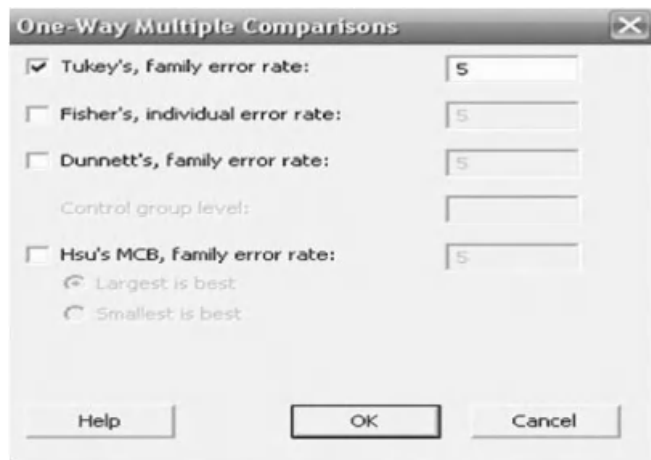 One-Way Multiple Comparisons
Tukey's, family error rate: 5
Fisher's, individual error rate: 5
Dunnett's, family error rate: 5
Control group level:
Hsu's MCB, family error rate: 5
Largest is best
Smallest is best
Help OK Cancel